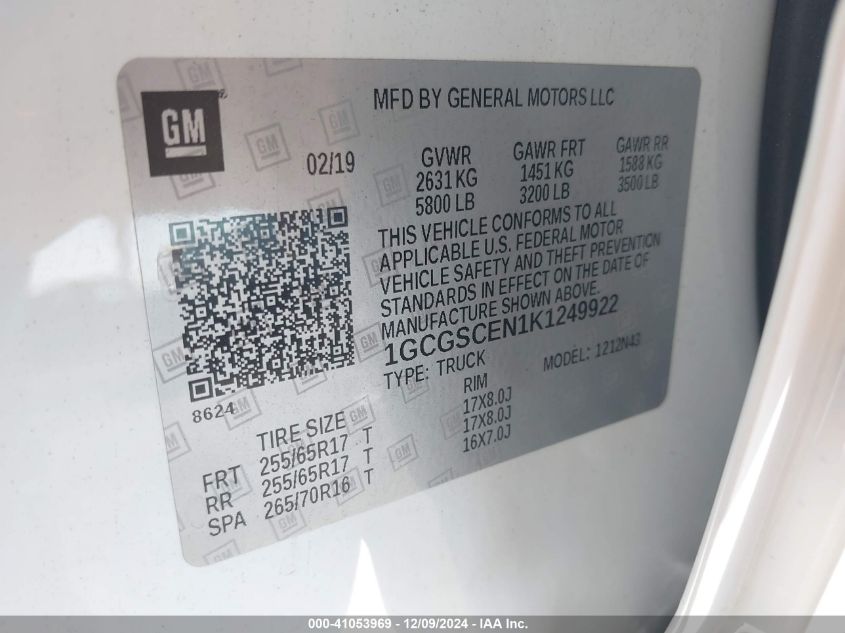 GM
MFD BY GENERAL MOTORS LLC
02/19
GVWR GAWR FRT GAWR RR
2631 KG 1451 KG 1588 KG
5800 LB 3200 LB 3500 LB
THIS VEHICLE CONFORMS TO ALL
APPLICABLE U.S. FEDERAL MOTOR
VEHICLE SAFETY AND THEFT PREVENTION
STANDARDS IN EFFECT ON THE DATE OF
MANUFACTURE SHOWN ABOVE.
1GCGSCEN1K1249922
TYPE: TRUCK MODEL: 1212N43
8624
TIRE SIZE RIM
FRT 255/65R17 T 17X8.0J
RR 255/65R17 T 17X8.0J
SPA 265/70R16 T 16X7.0J
000-41053969 - 12/09/2024 - IAA Inc.